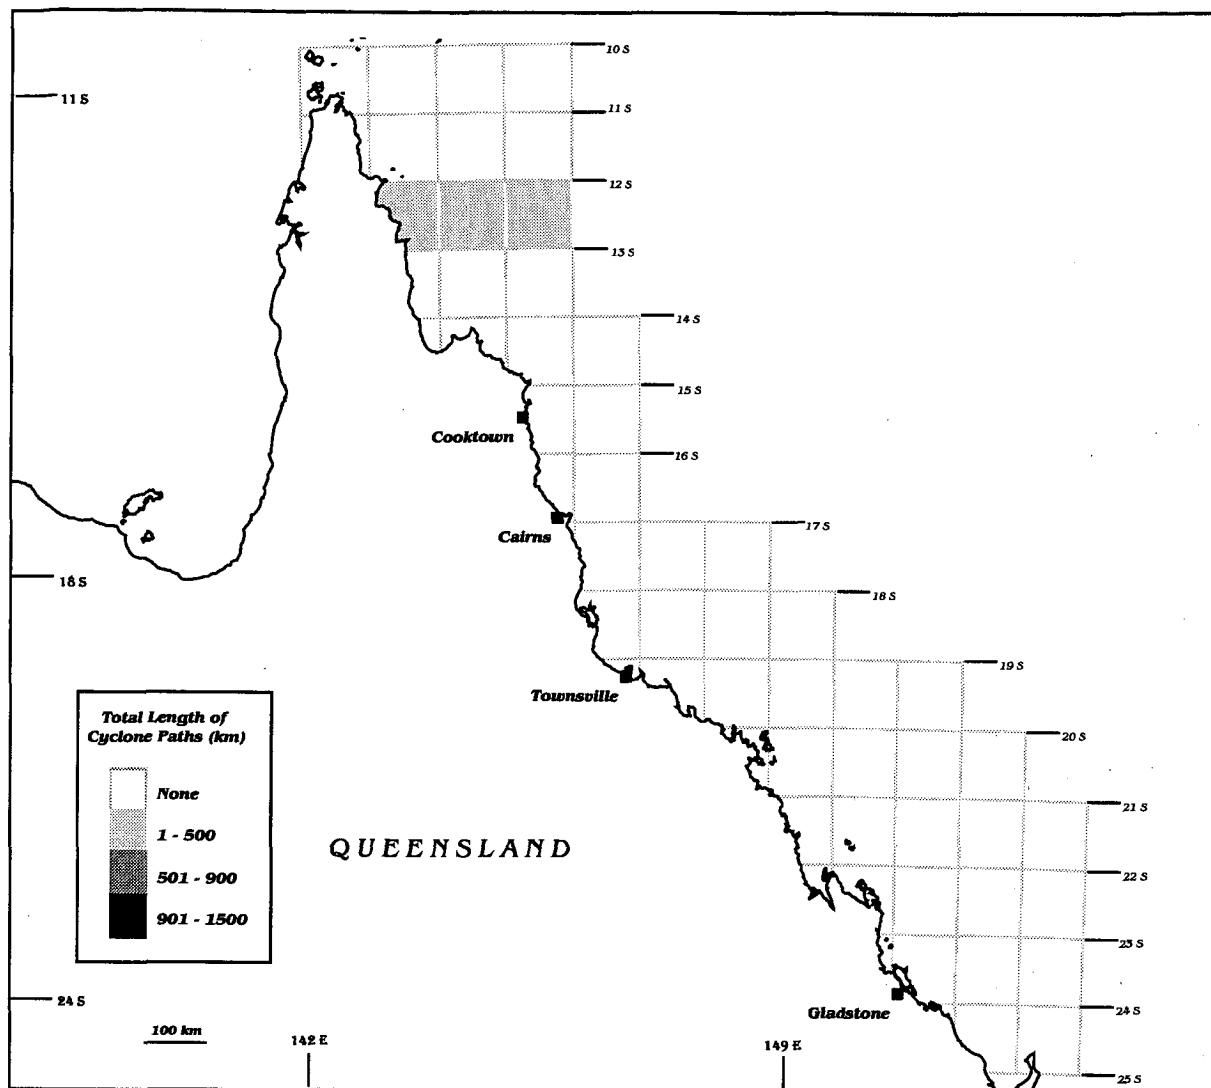 10 S
11 S
11 S
12 S
13 S
14 S
15 S
Cooktown
16 S
Cairns
17 S
18 S
18 S
19 S
Townsville
Total Length of
Cyclone Paths (km)
None
1 - 500
501 - 900
901 - 1500
20 S
21 S
QUEENSLAND
22 S
23 S
24 S
Gladstone
24 S
100 km
142 E
149 E
25 S